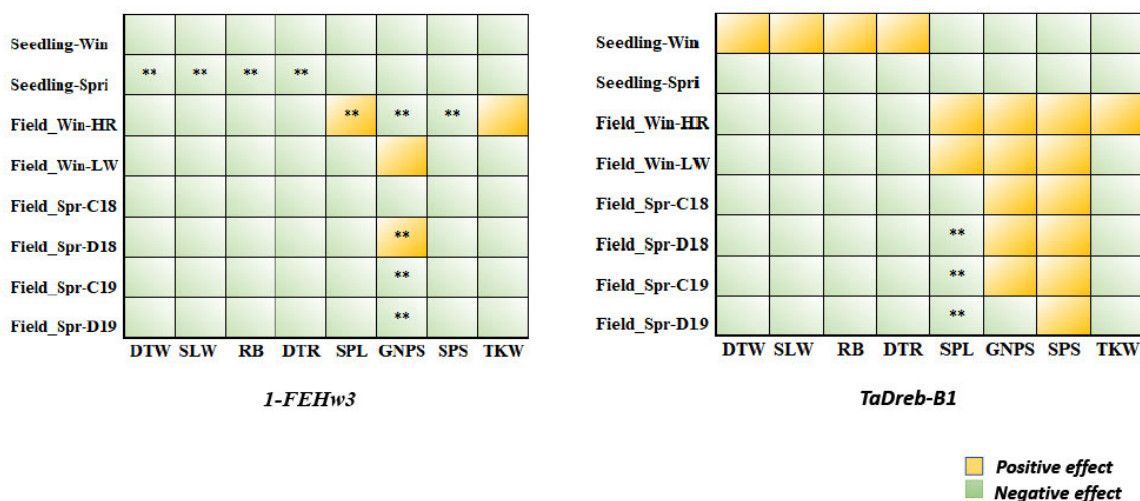 Seedling-Win
Seedling-Spri ** ** ** **
Field_Win-HR ** ** **
Field_Win-LW
Field_Spr-C18
Field_Spr-D18 **
Field_Spr-C19 **
Field_Spr-D19 **
DTW SLW RB DTR SPL GNPS SPS TKW
1-FEHw3
Seedling-Win
Seedling-Spri
Field_Win-HR
Field_Win-LW
Field_Spr-C18
Field_Spr-D18 **
Field_Spr-C19 **
Field_Spr-D19 **
DTW SLW RB DTR SPL GNPS SPS TKW
TaDreb-B1
Positive effect
Negative effect